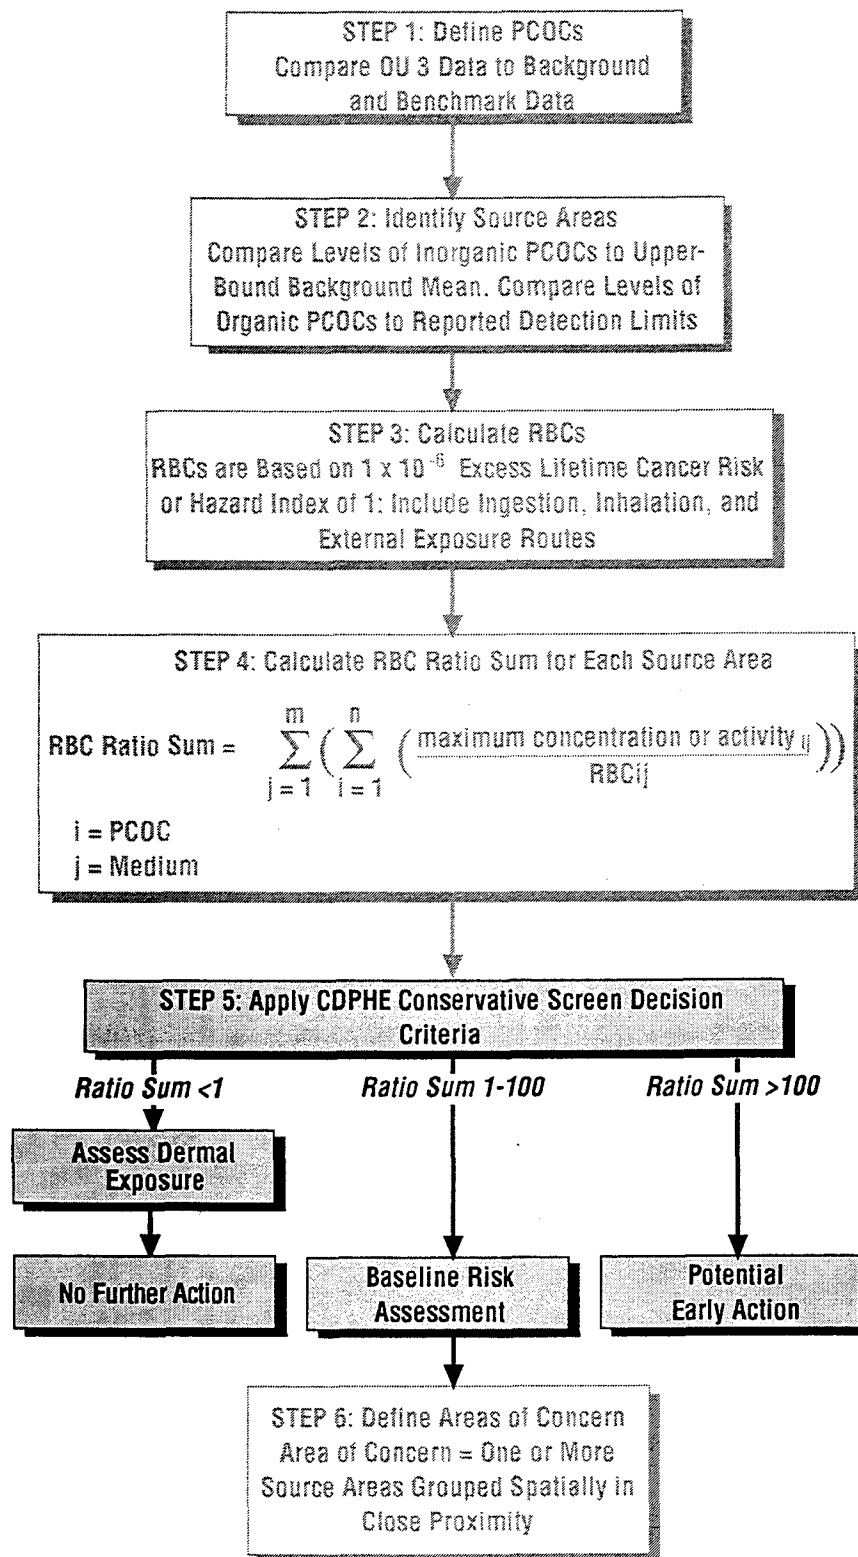 STEP 1: Define PCOCs
Compare OU 3 Data to Background
and Benchmark Data
STEP 2: Identify Source Areas
Compare Levels of Inorganic PCOCs to Upper-
Bound Background Mean. Compare Levels of
Organic PCOCs to Reported Detection Limits
STEP 3: Calculate RBCs
RBCs are Based on 1 x 10⁻⁶ Excess Lifetime Cancer Risk
or Hazard Index of 1: Include Ingestion, Inhalation, and
External Exposure Routes
STEP 4: Calculate RBC Ratio Sum for Each Source Area
m n
RBC Ratio Sum = Σ ( Σ ( maximum concentration or activity ij / RBCij ) )
j = 1 i = 1
i = PCOC
j = Medium
STEP 5: Apply CDPHE Conservative Screen Decision
Criteria
Ratio Sum <1 Ratio Sum 1-100 Ratio Sum >100
Assess Dermal
Exposure
No Further Action
Baseline Risk
Assessment
Potential
Early Action
STEP 6: Define Areas of Concern
Area of Concern = One or More
Source Areas Grouped Spatially in
Close Proximity